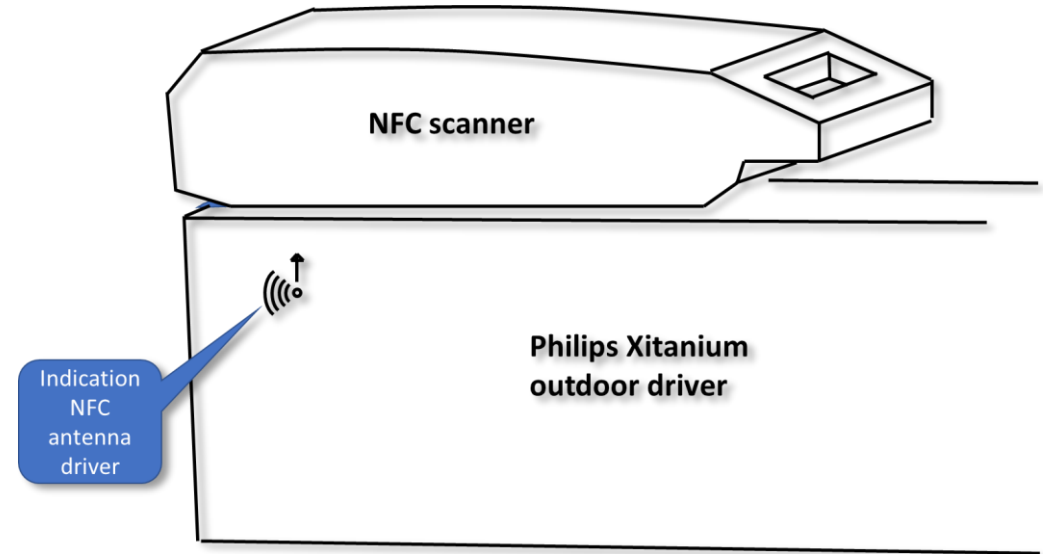 NFC scanner
Philips Xitanium
outdoor driver
Indication
NFC
antenna
driver